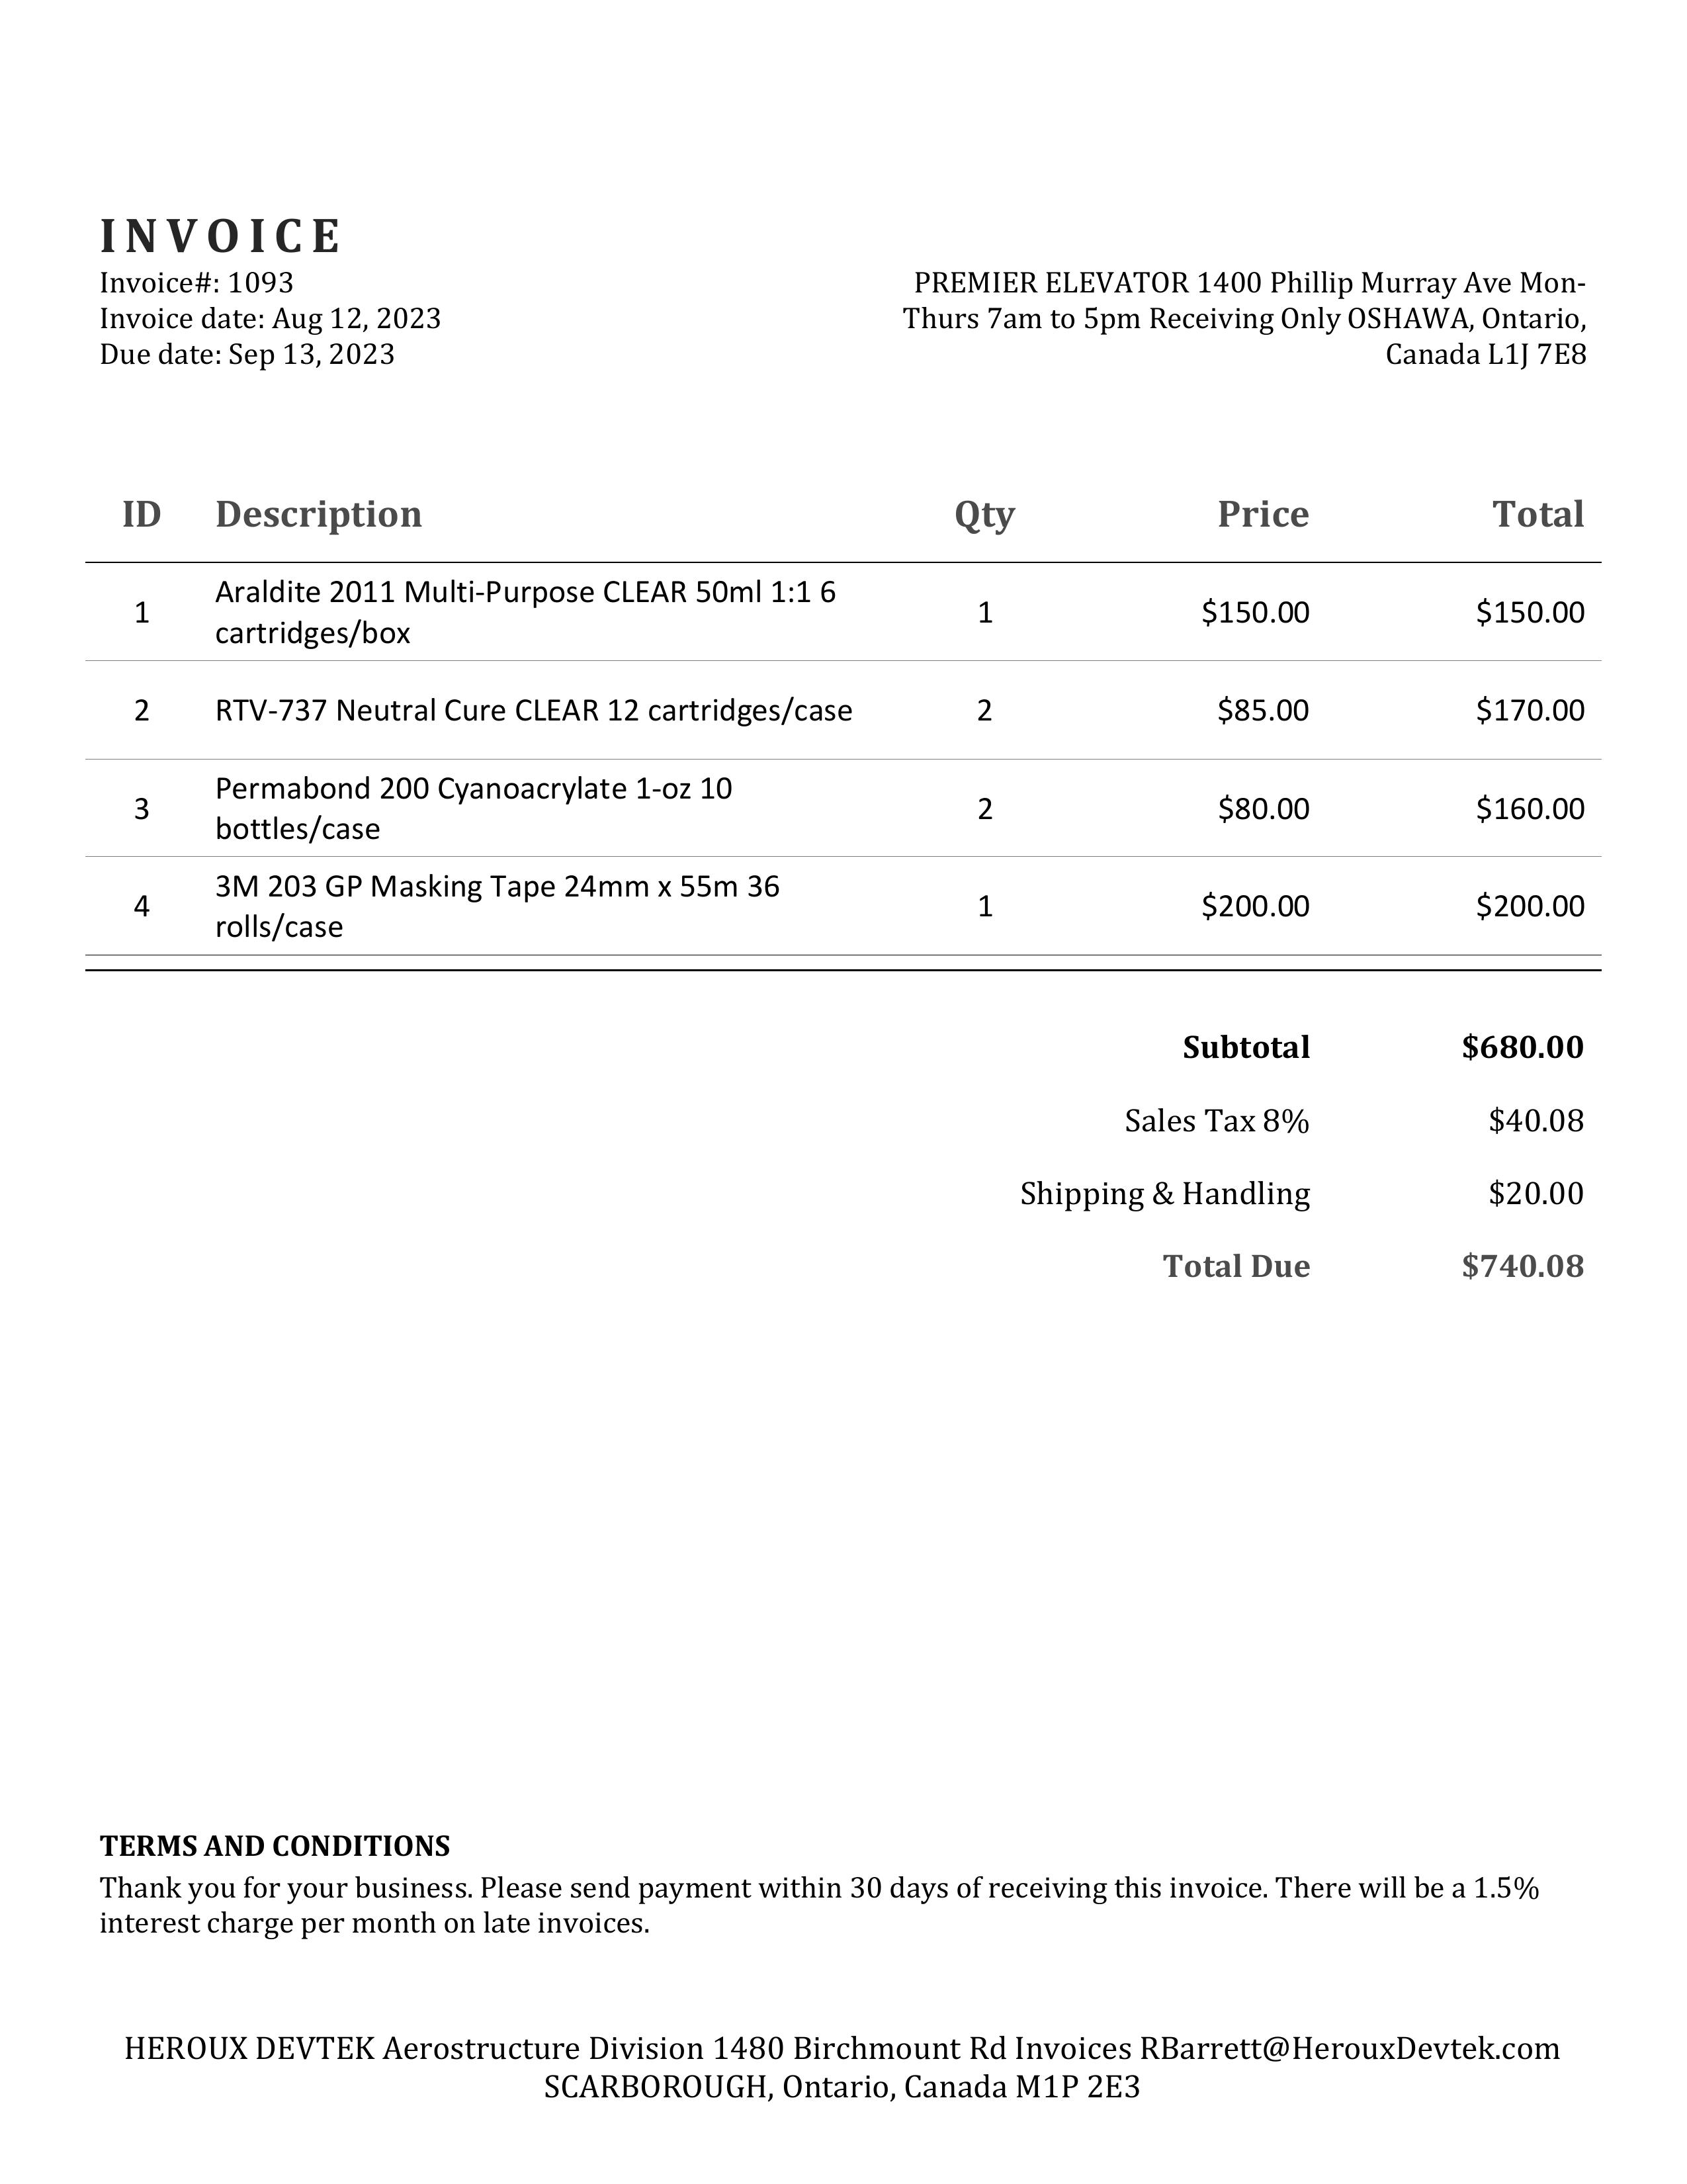 INVOICE
Invoice#: 1093
Invoice date: Aug 12, 2023
Due date: Sep 13, 2023
PREMIER ELEVATOR 1400 Phillip Murray Ave Mon-
Thurs 7am to 5pm Receiving Only OSHAWA, Ontario,
Canada L1J 7E8
ID Description Qty Price Total
1 Araldite 2011 Multi-Purpose CLEAR 50ml 1:1 6
cartridges/box 1 $150.00 $150.00
2 RTV-737 Neutral Cure CLEAR 12 cartridges/case 2 $85.00 $170.00
3 Permabond 200 Cyanoacrylate 1-oz 10
bottles/case 2 $80.00 $160.00
4 3M 203 GP Masking Tape 24mm x 55m 36
rolls/case 1 $200.00 $200.00
Subtotal $680.00
Sales Tax 8% $40.08
Shipping & Handling $20.00
Total Due $740.08
TERMS AND CONDITIONS
Thank you for your business. Please send payment within 30 days of receiving this invoice. There will be a 1.5%
interest charge per month on late invoices.
HEROUX DEVTEK Aerostructure Division 1480 Birchmount Rd Invoices RBarrett@HerouxDevtek.com
SCARBOROUGH, Ontario, Canada M1P 2E3